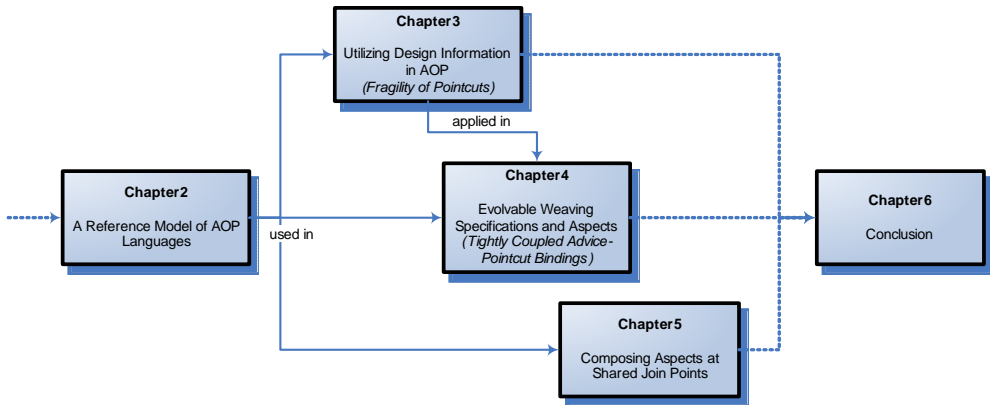 Chapter3
Utilizing Design Information
in AOP
(Fragility of Pointcuts)
applied in
Chapter2
A Reference Model of AOP
Languages
used in
Chapter4
Evolvable Weaving
Specifications and Aspects
(Tightly Coupled Advice-
Pointcut Bindings)
Chapter6
Conclusion
Chapter5
Composing Aspects at
Shared Join Points